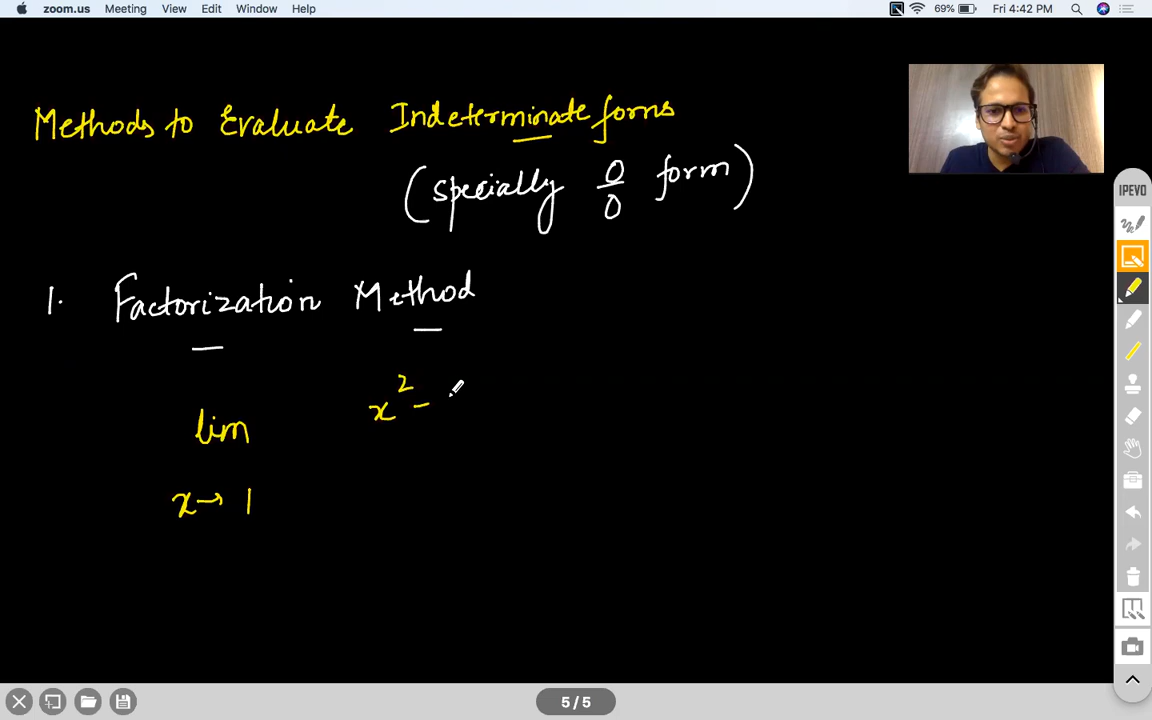 zoom.us Meeting View Edit Window Help 69% Fri 4:42 PM
Methods to Evaluate Indeterminate forms
(specially 0/0 form)
IPEVO
1. Factorization Method
x² -
lim
x → 1
5 / 5